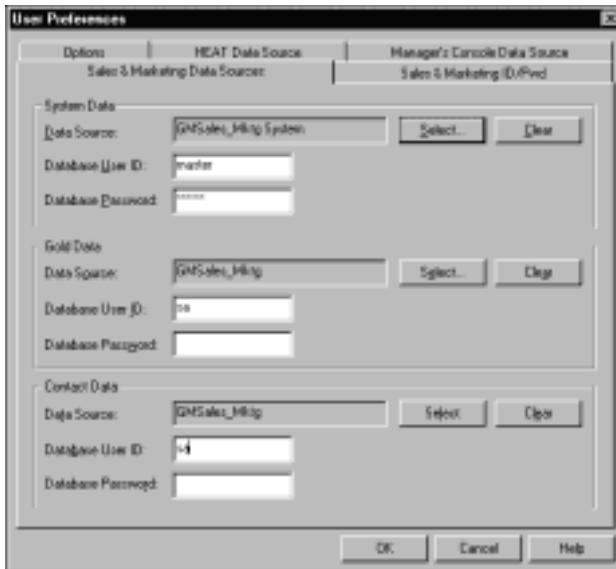 User Preferences
Options HEAT Data Source Manager's Console Data Source
Sales & Marketing Data Sources Sales & Marketing ID/Pwd
System Data
Data Source: GMSales_Mktg System Select... Clear
Database User ID: master
Database Password: *****
Gold Data
Data Source: GMSales_Mktg Select... Clear
Database User ID: sa
Database Password:
Contact Data
Data Source: GMSales_Mktg Select Clear
Database User ID: sa
Database Password:
OK Cancel Help